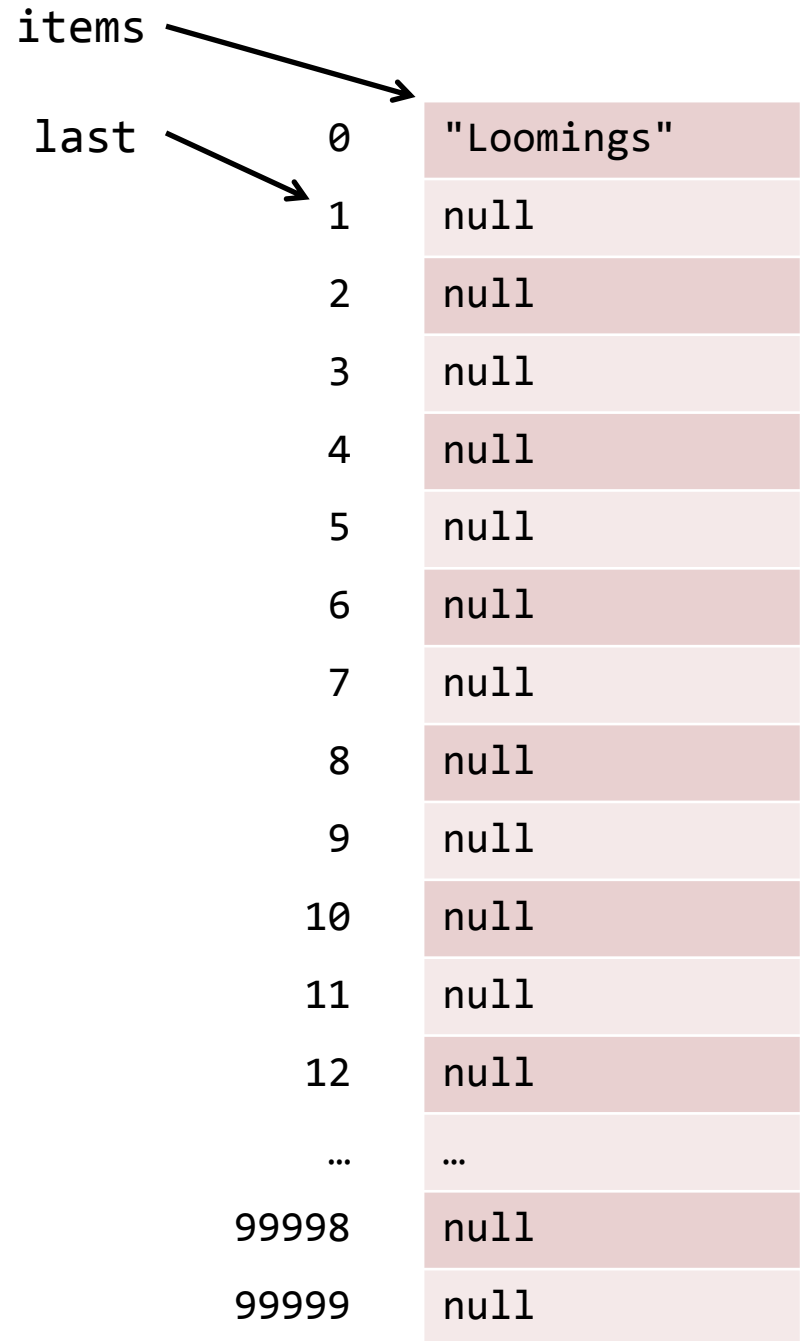 items
last 0 "Loomings"
1 null
2 null
3 null
4 null
5 null
6 null
7 null
8 null
9 null
10 null
11 null
12 null
… …
99998 null
99999 null